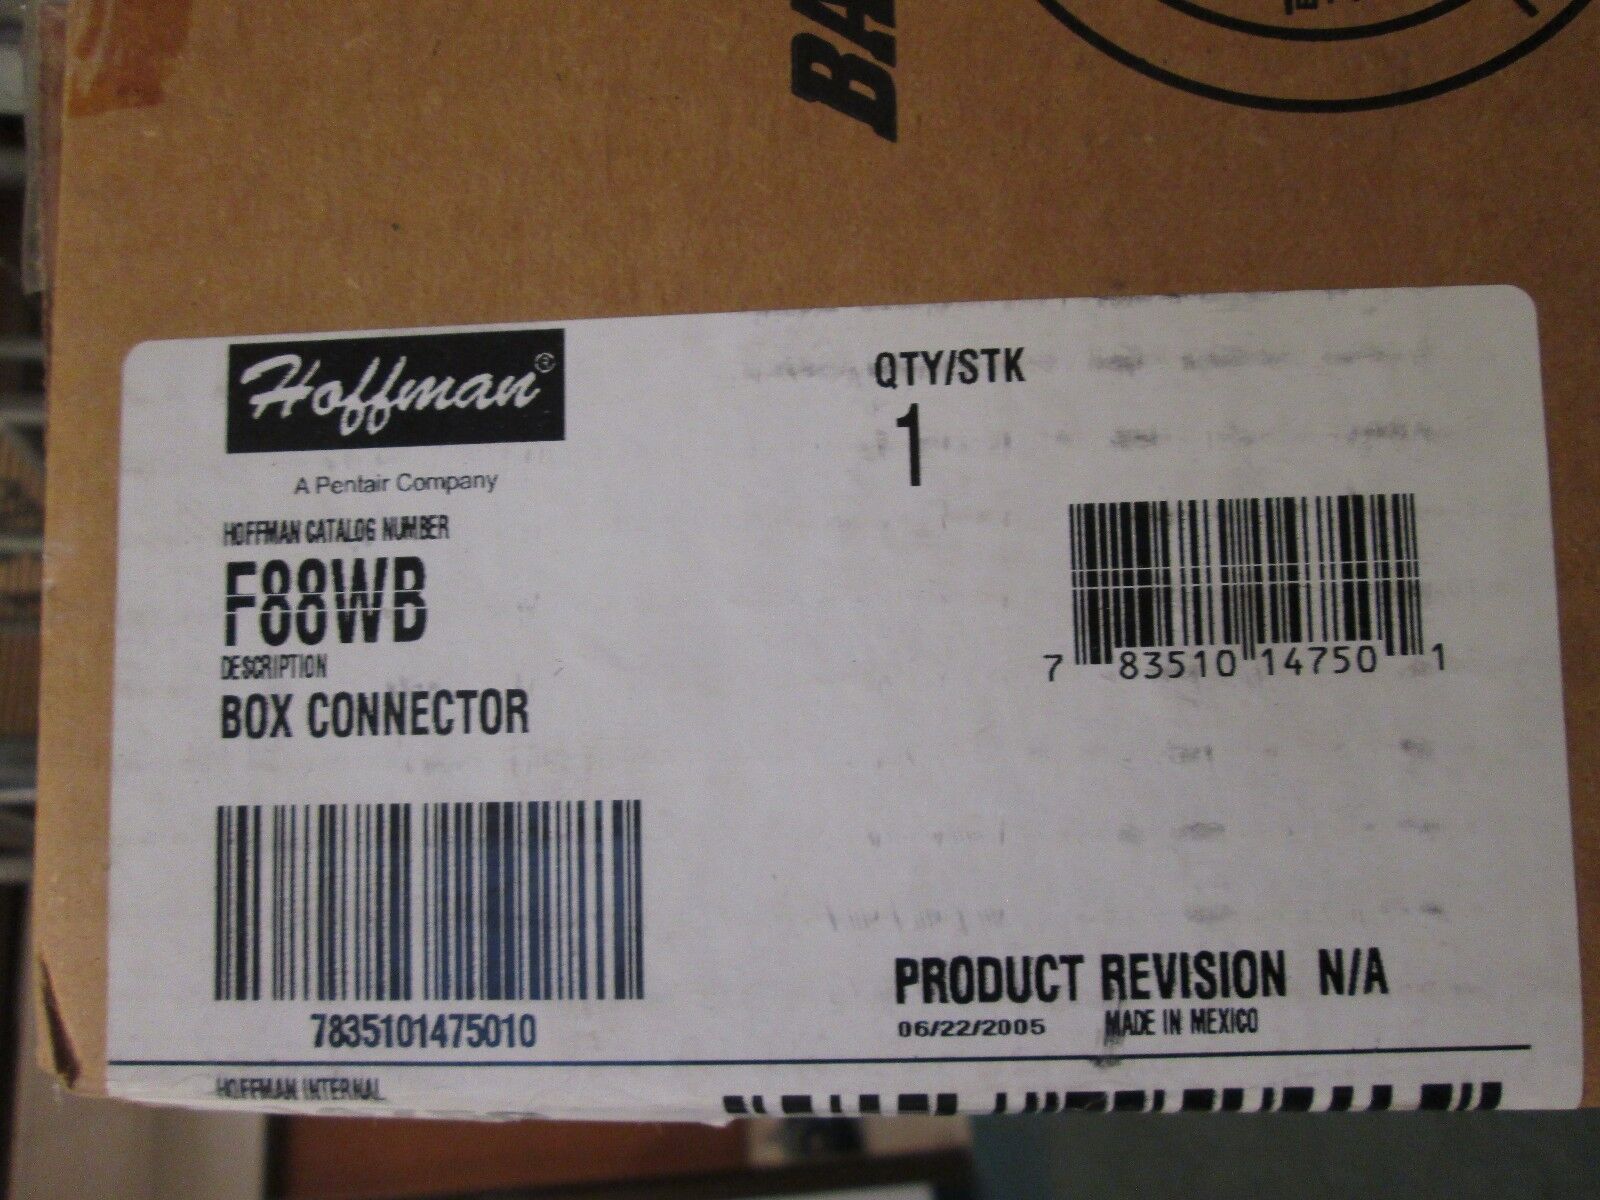 BA
Hoffman®
A Pentair Company
QTY/STK
1
HOFFMAN CATALOG NUMBER
F88WB
DESCRIPTION
BOX CONNECTOR
7 83510 14750 1
7835101475010
PRODUCT REVISION N/A
06/22/2005 MADE IN MEXICO
HOFFMAN INTERNAL